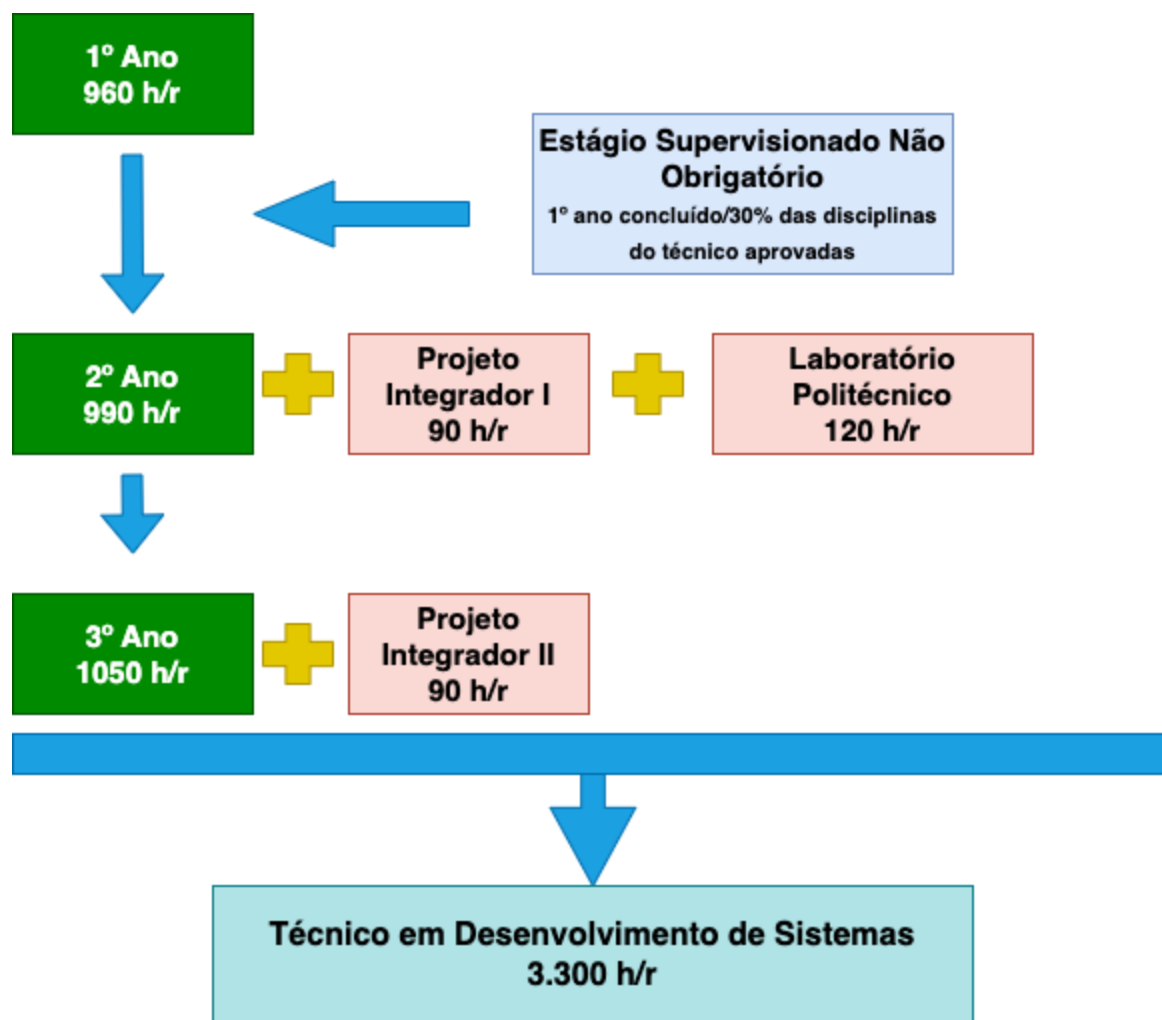 1º Ano
960 h/r
Estágio Supervisionado Não
Obrigatório
1º ano concluído/30% das disciplinas
do técnico aprovadas
2º Ano
990 h/r
Projeto
Integrador I
90 h/r
Laboratório
Politécnico
120 h/r
3º Ano
1050 h/r
Projeto
Integrador II
90 h/r
Técnico em Desenvolvimento de Sistemas
3.300 h/r